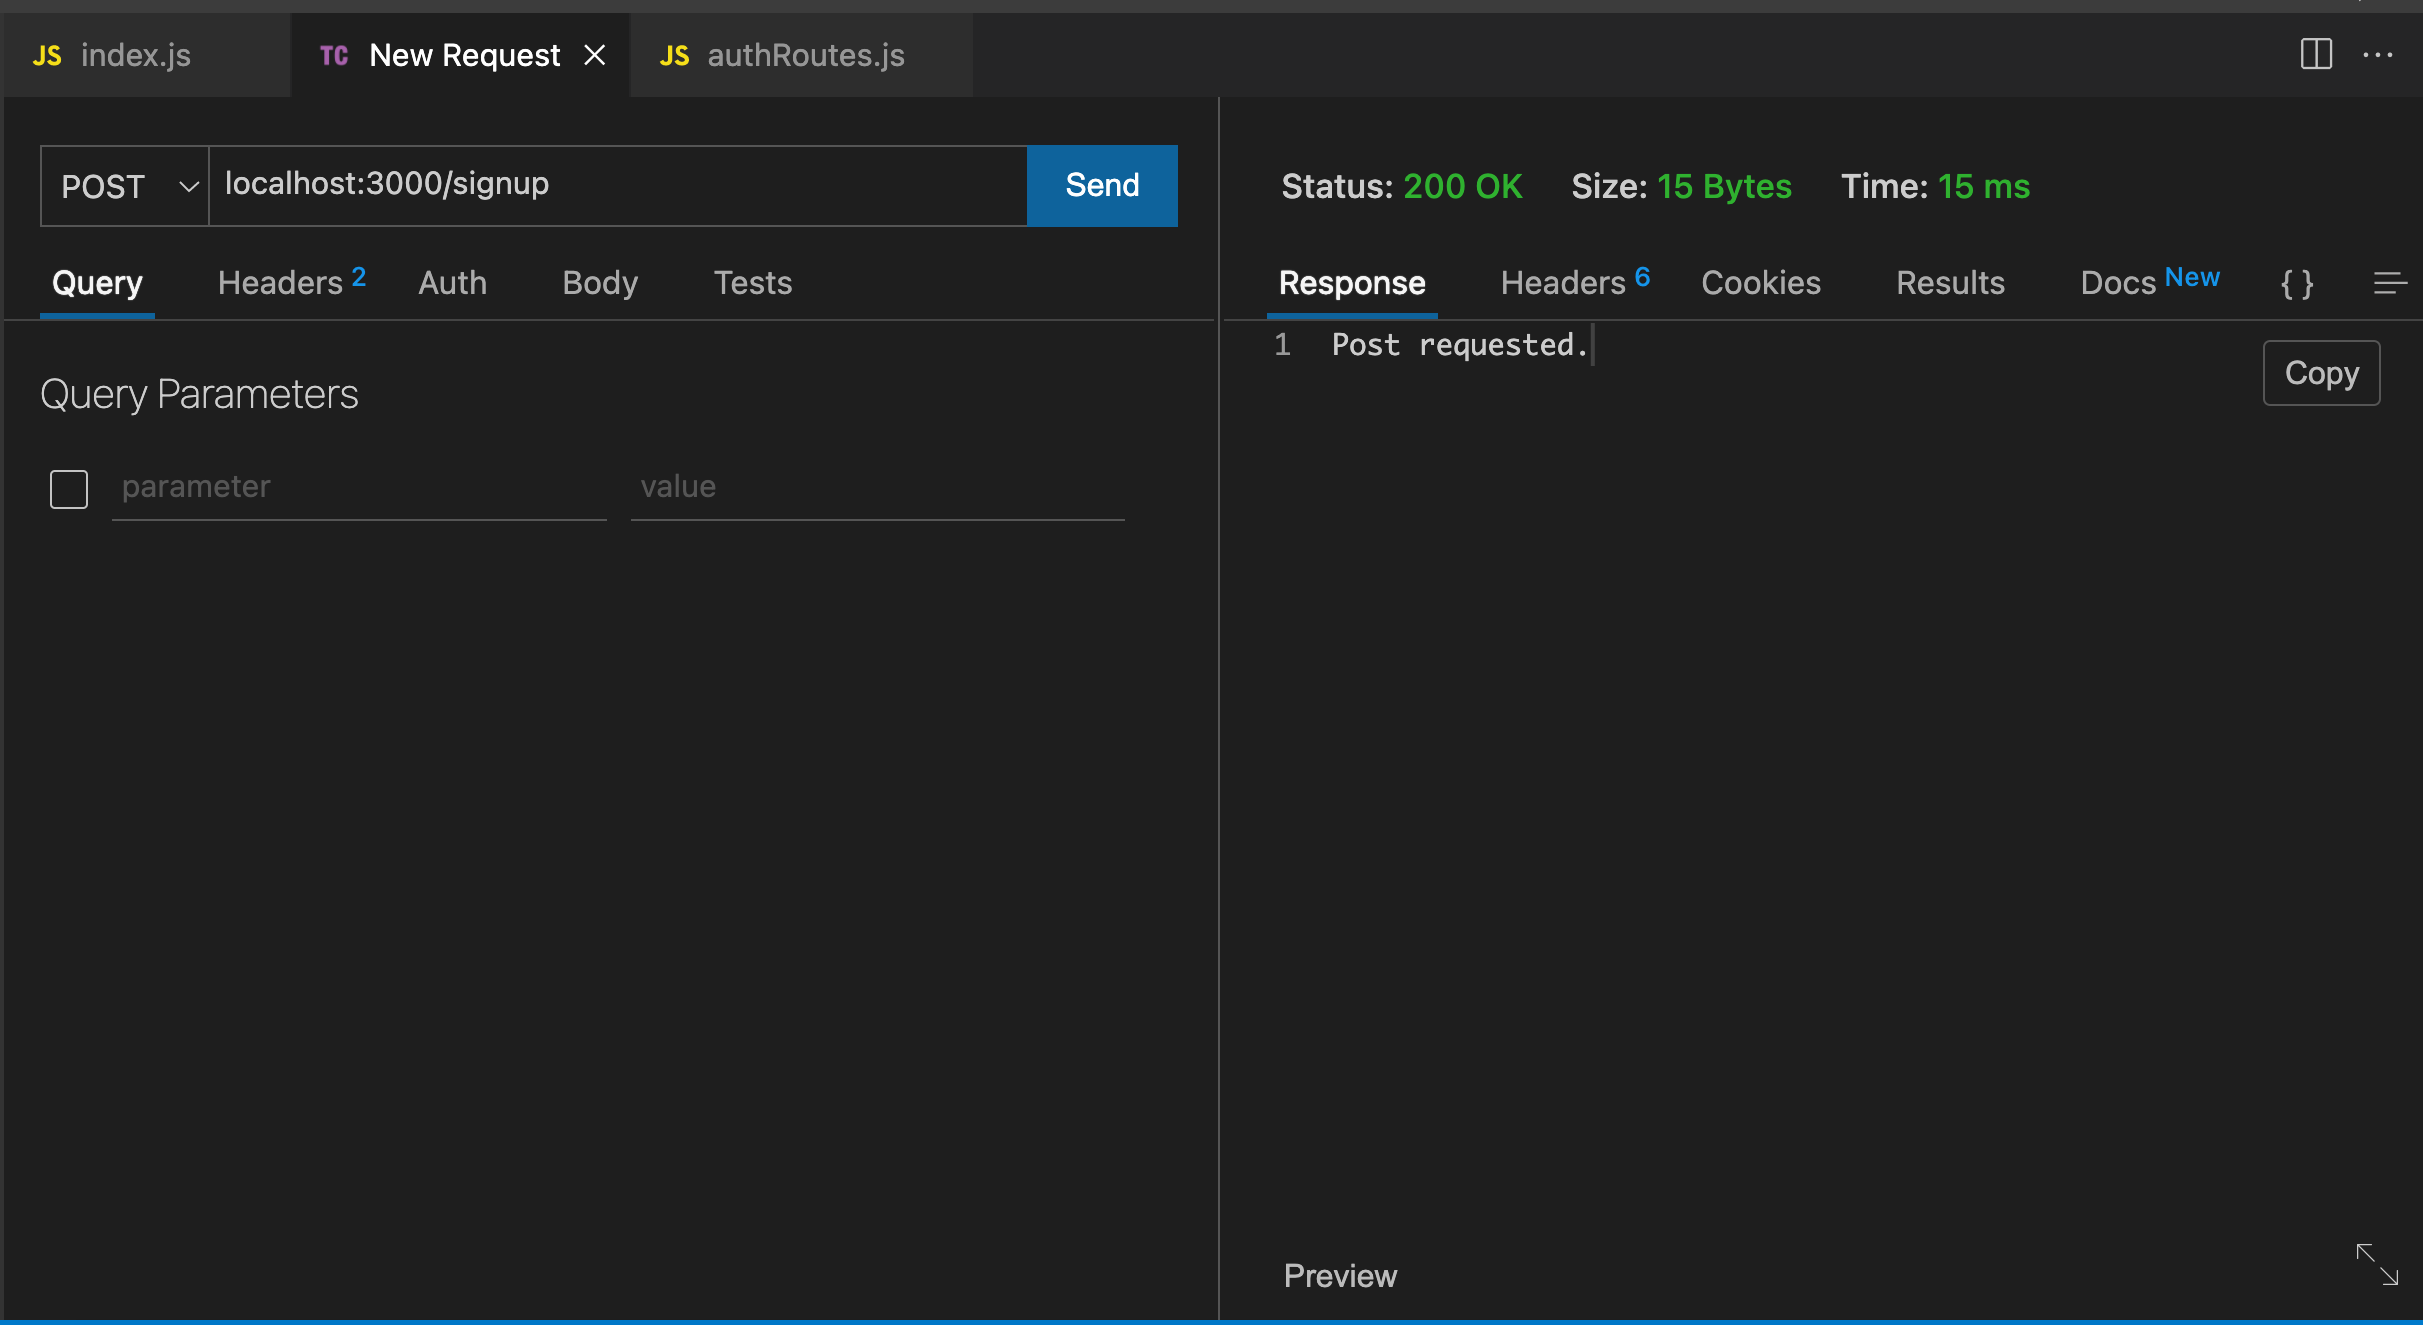 JS index.js TC New Request JS authRoutes.js
POST localhost:3000/signup Send
Query Headers 2 Auth Body Tests
Query Parameters
parameter value
Status: 200 OK Size: 15 Bytes Time: 15 ms
Response Headers 6 Cookies Results Docs New { }
1 Post requested.
Copy
Preview